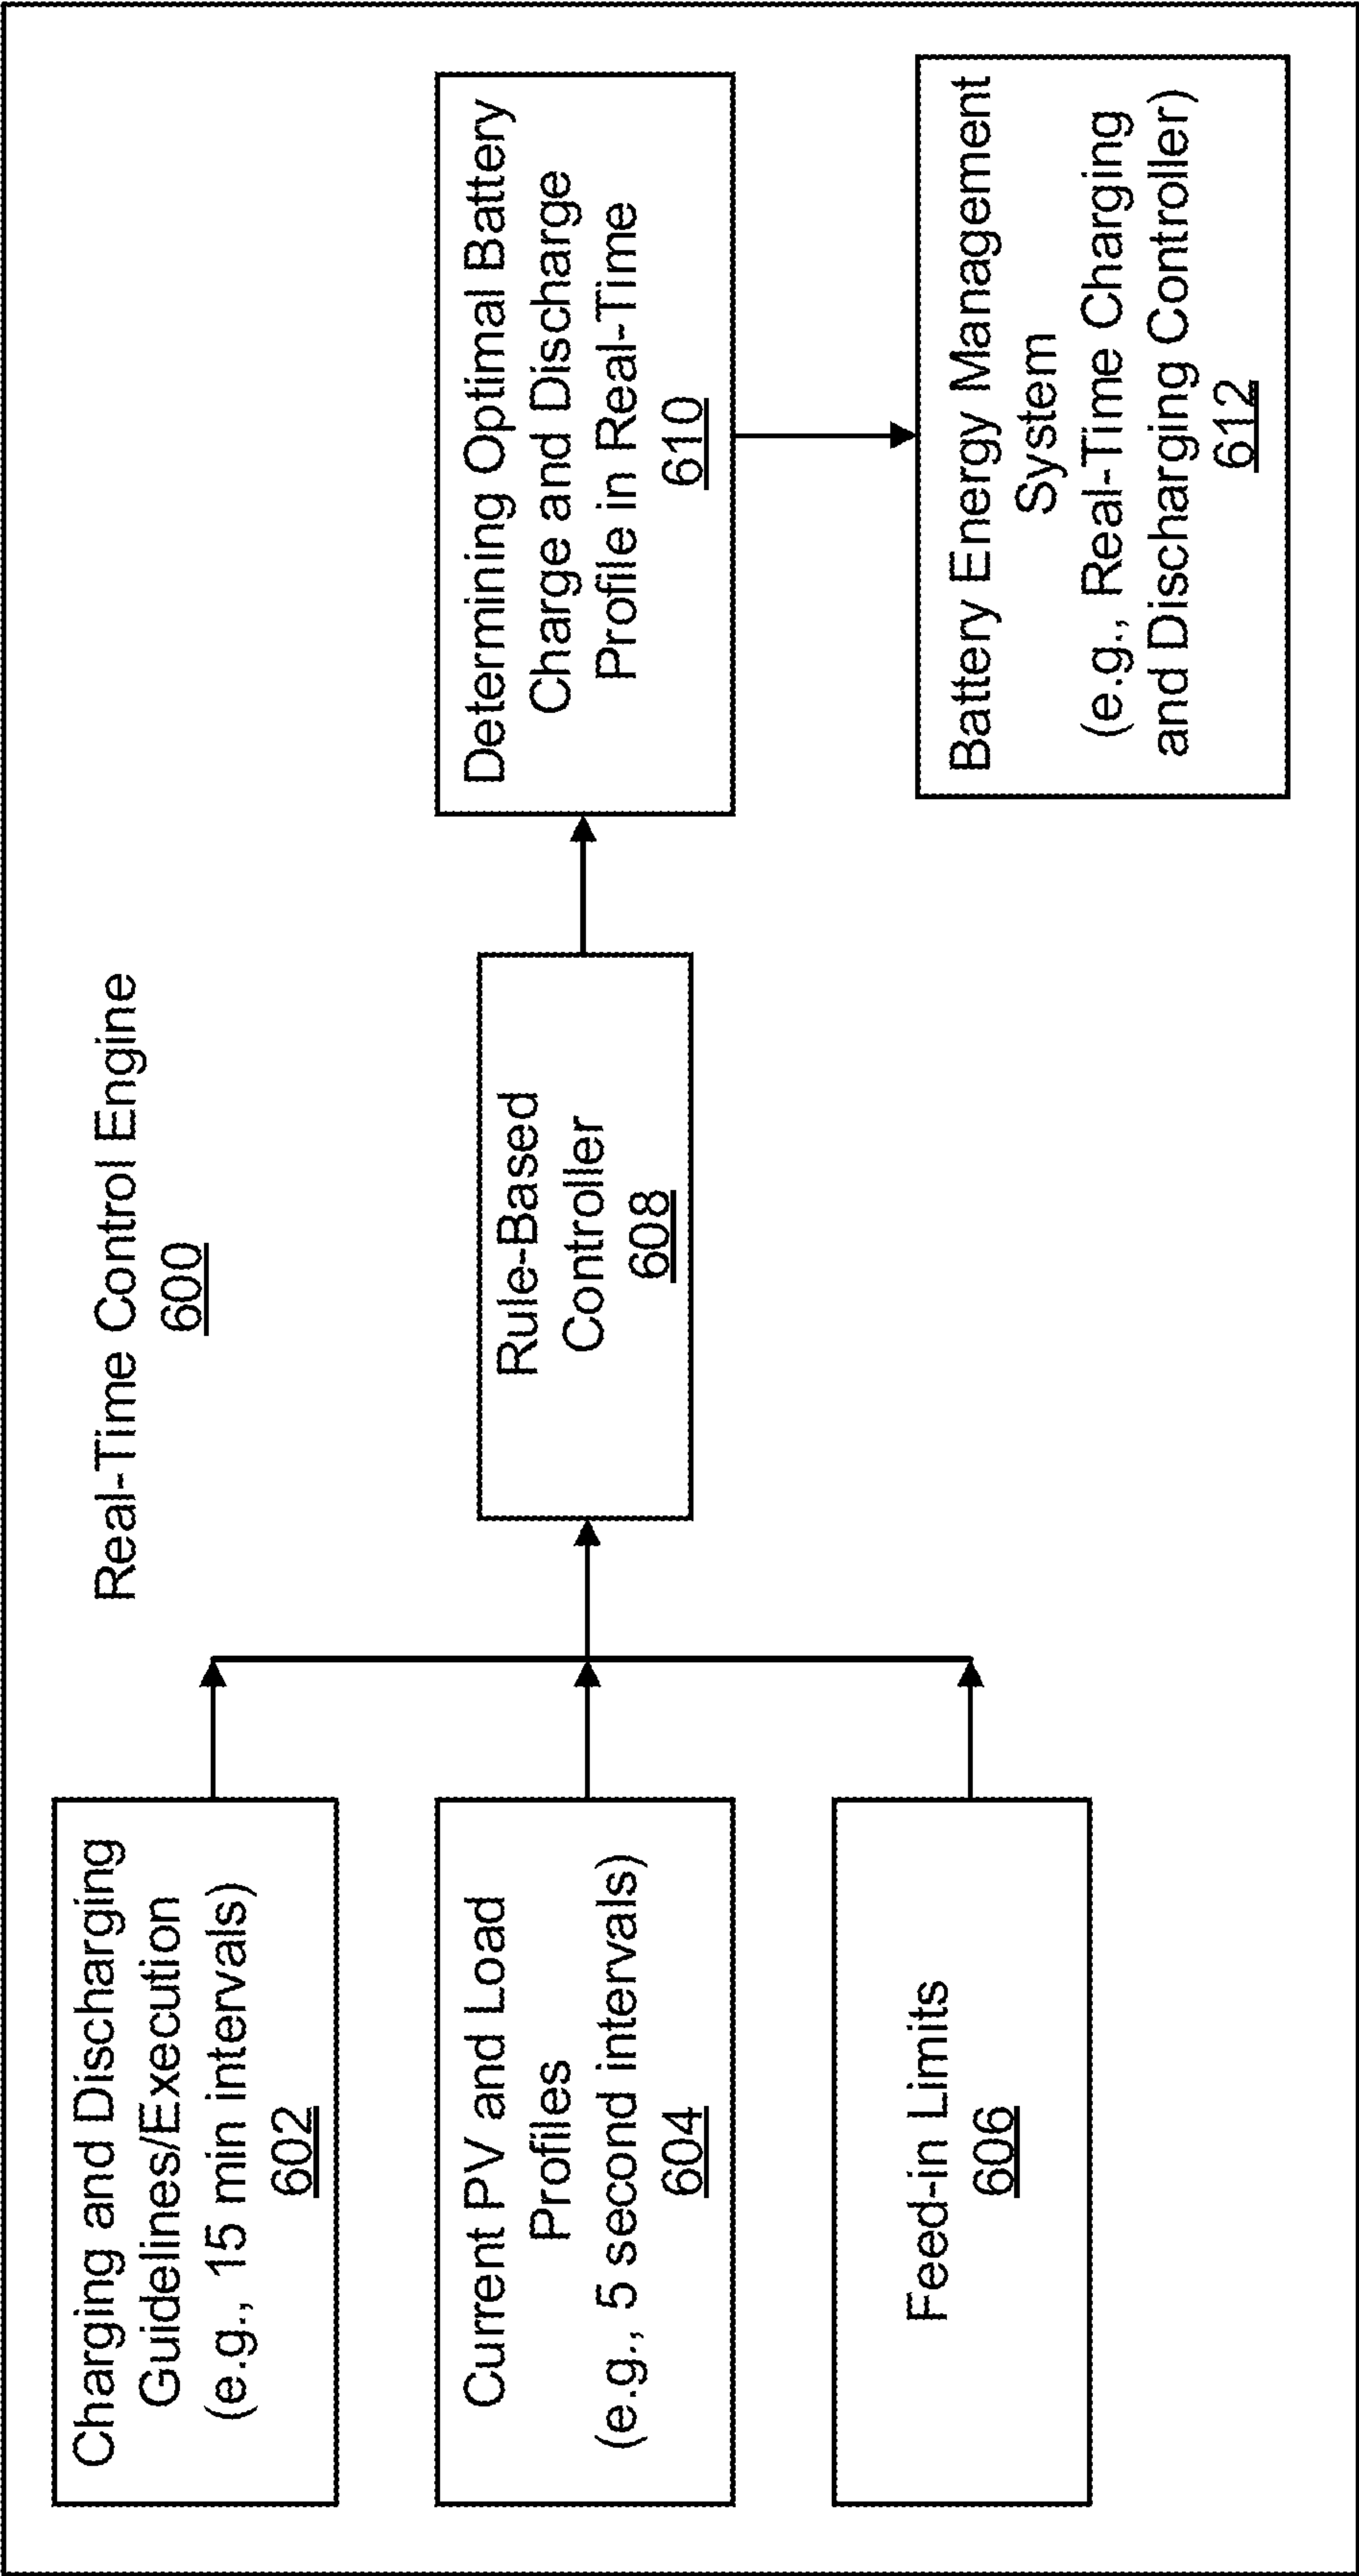 Real-Time Control Engine
600
Charging and Discharging
Guidelines/Execution
(e.g., 15 min intervals)
602
Current PV and Load
Profiles
(e.g., 5 second intervals)
604
Feed-in Limits
606
Rule-Based
Controller
608
Determining Optimal Battery
Charge and Discharge
Profile in Real-Time
610
Battery Energy Management
System
(e.g., Real-Time Charging
and Discharging Controller)
612